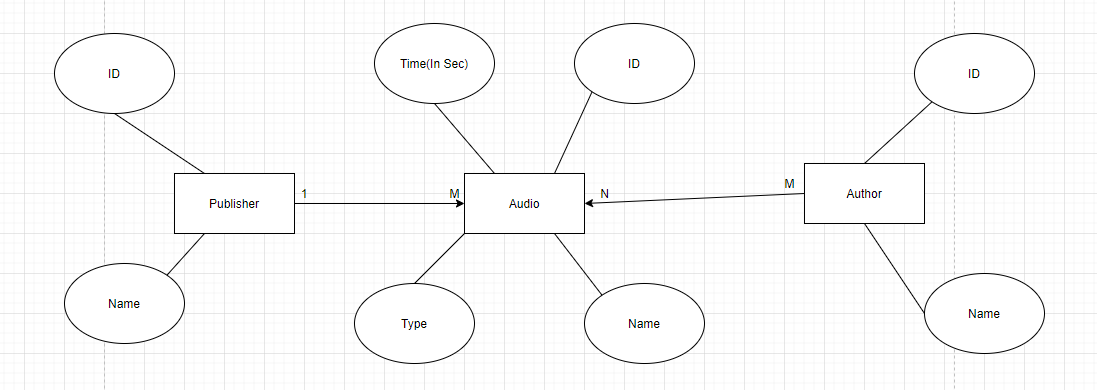 Time(In Sec)
ID
ID
ID
Publisher
1
M
Audio
N
M
Author
Name
Type
Name
Name